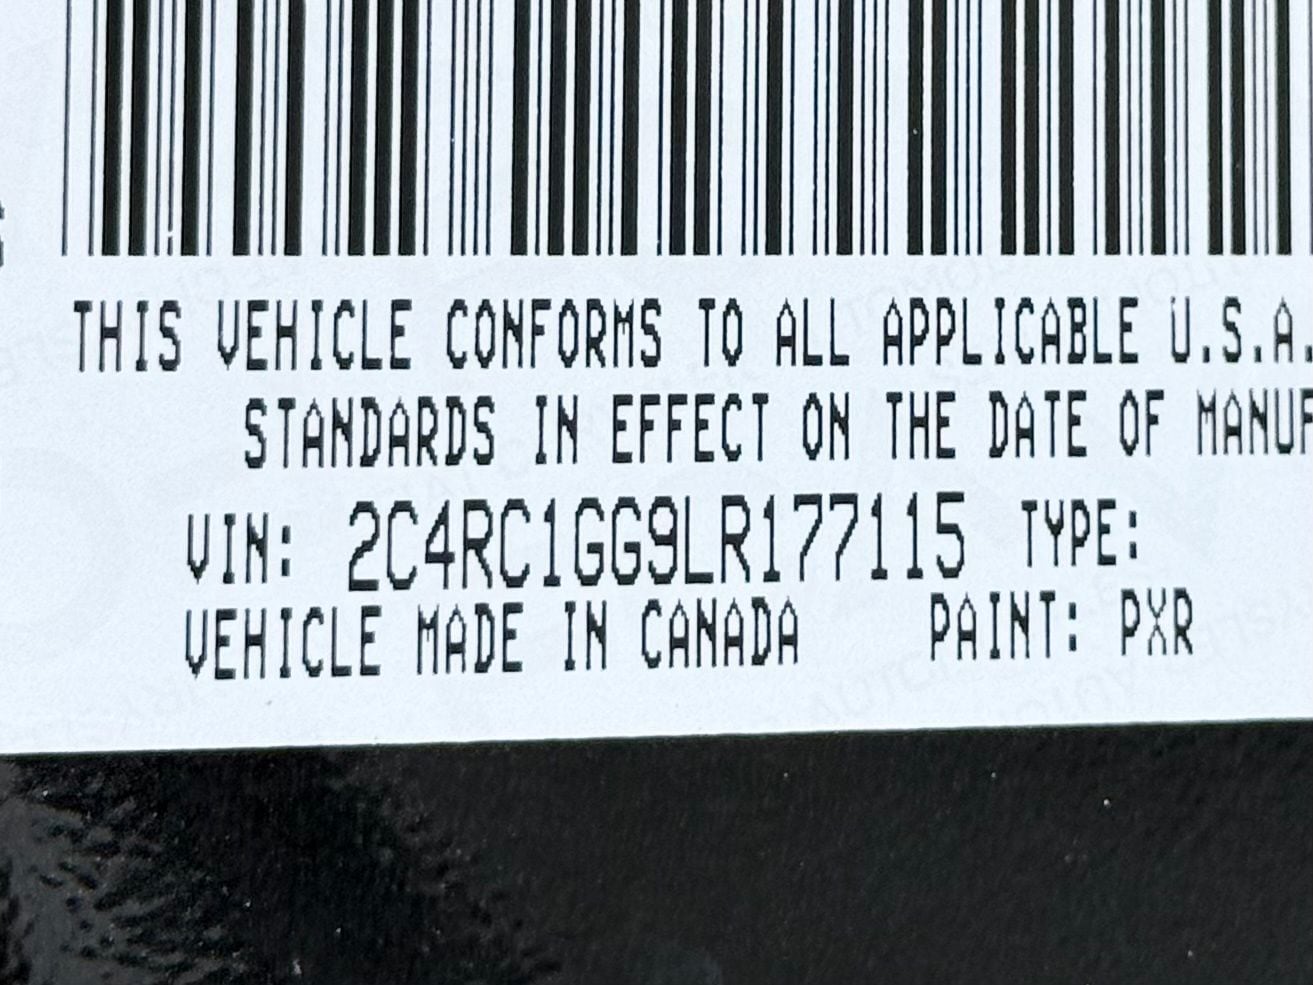 THIS VEHICLE CONFORMS TO ALL APPLICABLE U.S.A.
STANDARDS IN EFFECT ON THE DATE OF MANUF
VIN: 2C4RC1GG9LR177115 TYPE:
VEHICLE MADE IN CANADA PAINT: PXR